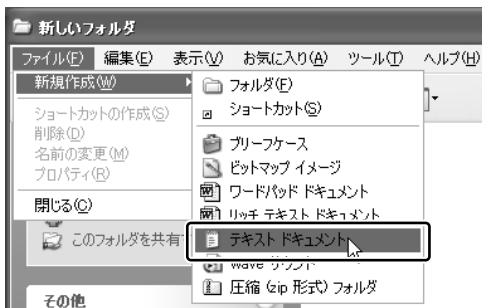 新しいフォルダ
ファイル(F) 編集(E) 表示(V) お気に入り(A) ツール(T) ヘルプ(H)
新規作成(W)
ショートカットの作成(S)
削除(D)
名前の変更(M)
プロパティ(R)
閉じる(C)
フォルダ(F)
ショートカット(S)
ブリーフケース
ビットマップ イメージ
ワードパッド ドキュメント
リッチ テキスト ドキュメント
テキスト ドキュメント
Wave サウンド
圧縮 (zip 形式) フォルダ
このフォルダを共有
その他